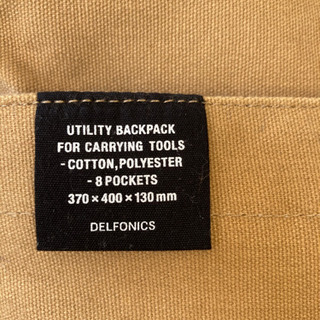 UTILITY BACKPACK
FOR CARRYING TOOLS
- COTTON,POLYESTER
- 8 POCKETS
370×400×130mm
DELFONICS